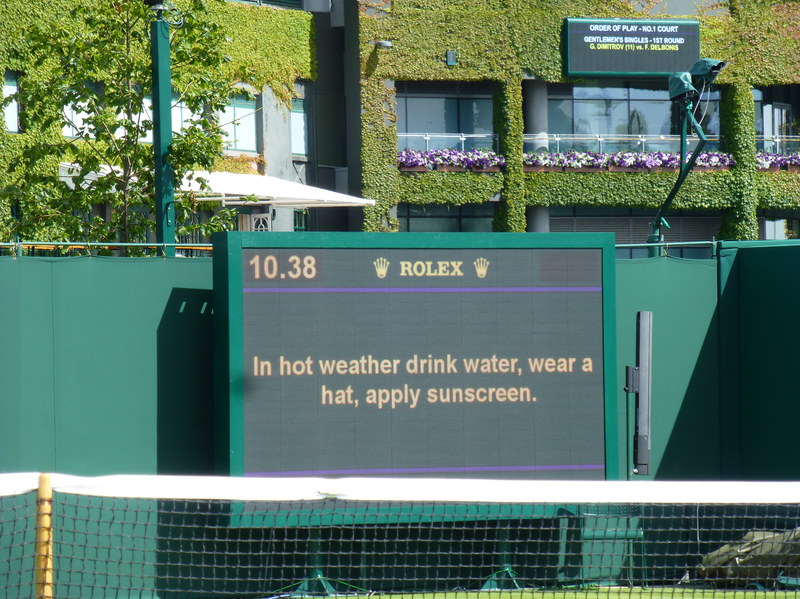 ORDER OF PLAY - NO.1 COURT
GENTLEMEN'S SINGLES - 1ST ROUND
G. DIMITROV (11) vs. F. DELBONIS
10.38 ROLEX
In hot weather drink water, wear a
hat, apply sunscreen.